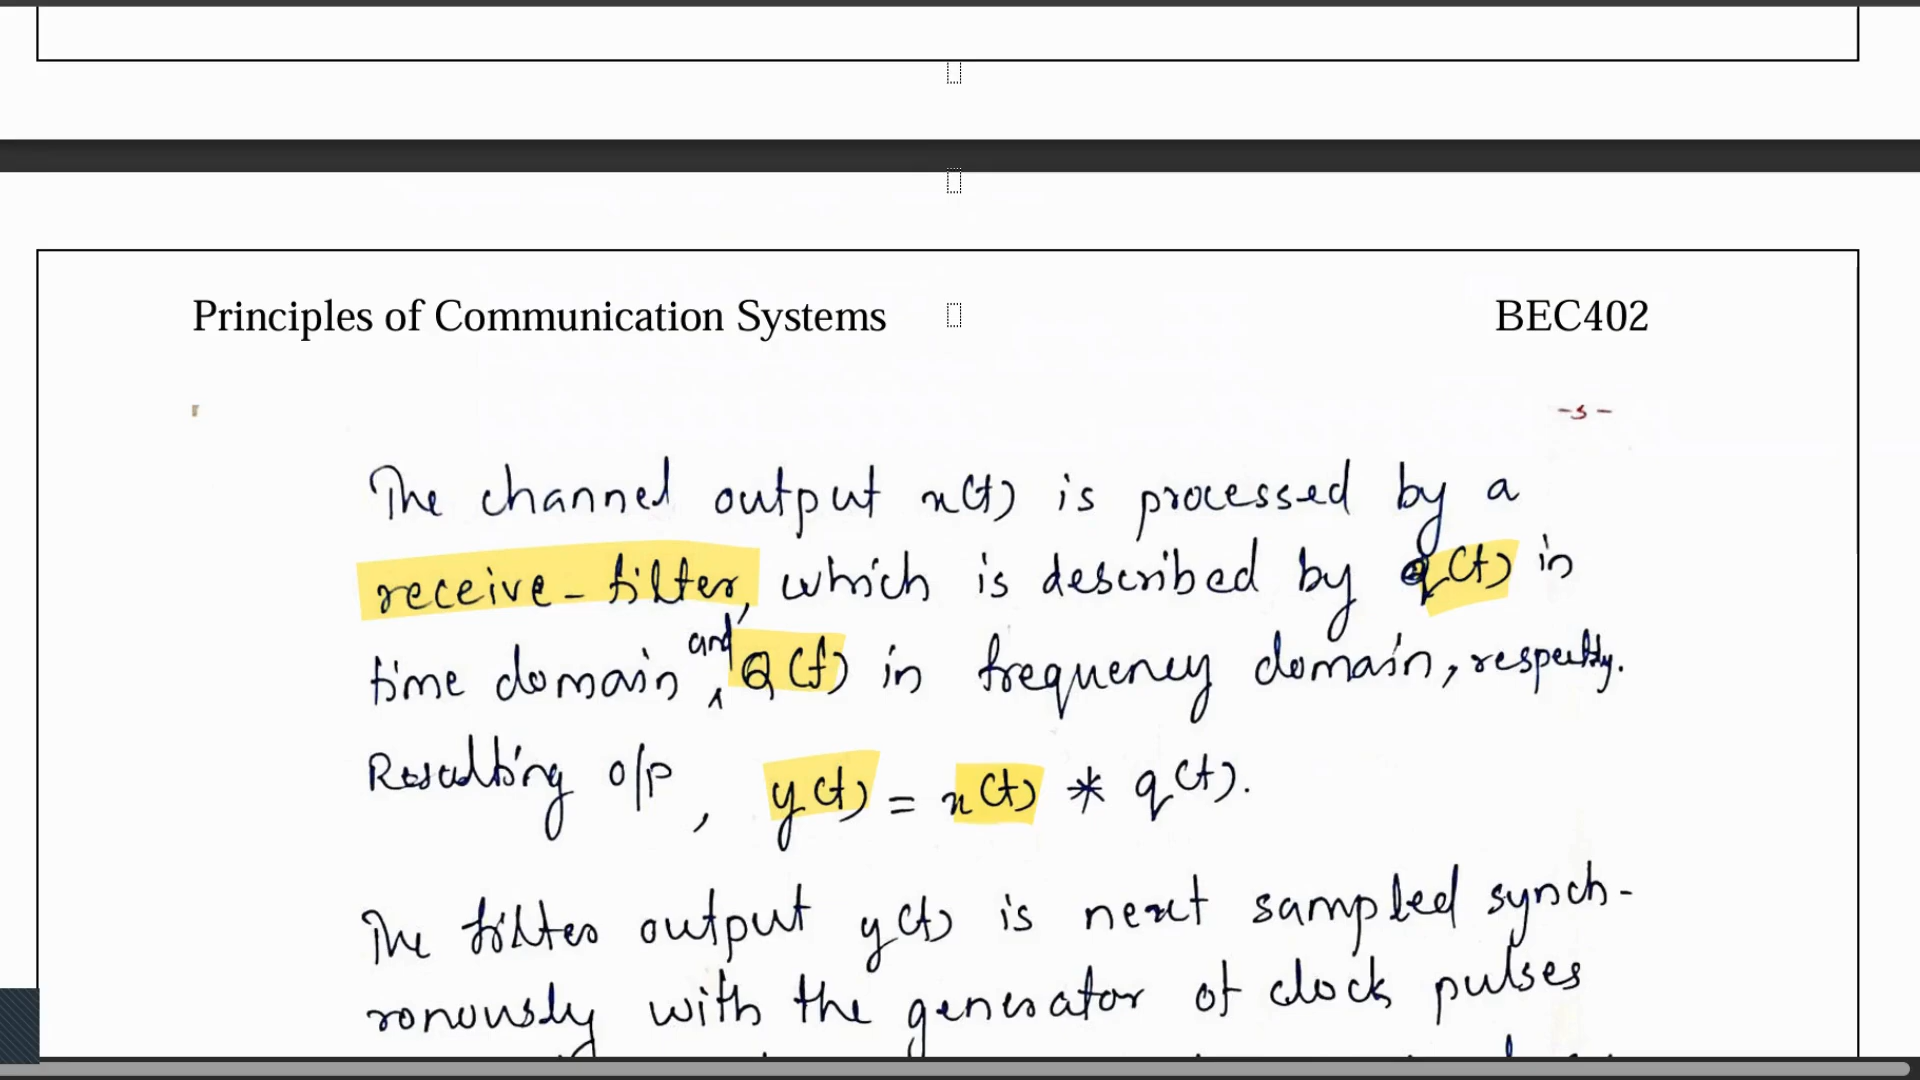 Principles of Communication Systems BEC402
-5-
The channel output x(t) is processed by a
receive-filter, which is described by q(t) in
time domain, and Q(f) in frequency domain, respectly.
Resulting o/p, y(t) = x(t) * q(t).
The filter output y(t) is next sampled synch-
ronously with the generator of clock pulses